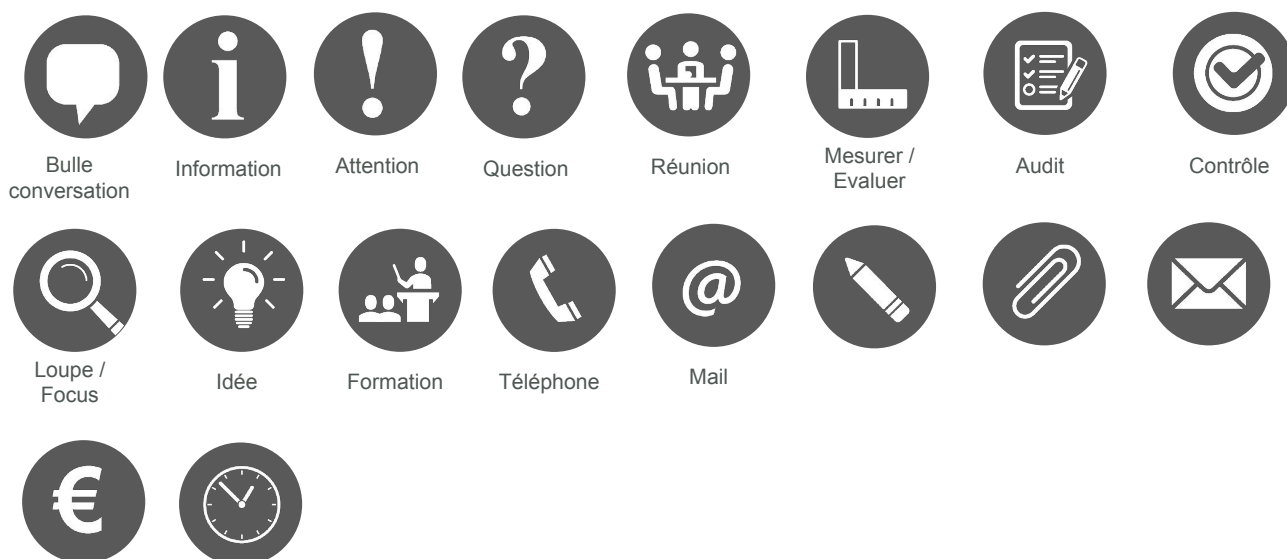 Bulle
conversation
Information
Attention
Question
Réunion
Mesurer /
Evaluer
Audit
Contrôle
@
Loupe /
Focus
Idée
Formation
Téléphone
Mail
€